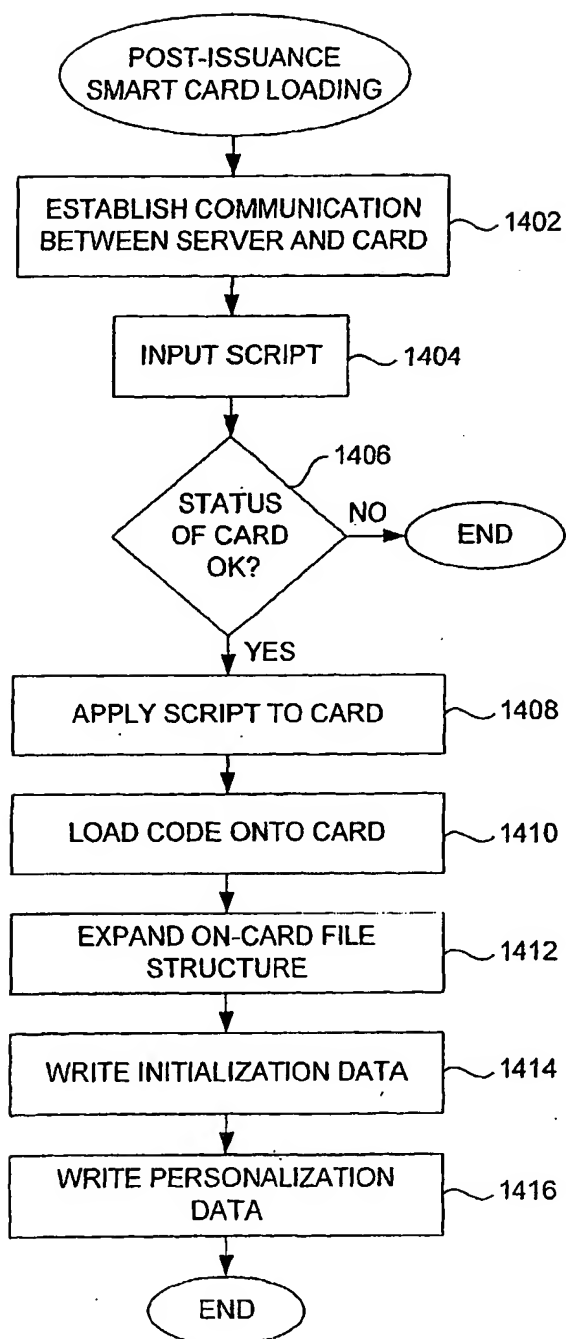 POST-ISSUANCE
SMART CARD LOADING
ESTABLISH COMMUNICATION
BETWEEN SERVER AND CARD
1402
INPUT SCRIPT
1404
1406
STATUS
OF CARD
OK?
NO
END
YES
APPLY SCRIPT TO CARD
1408
LOAD CODE ONTO CARD
1410
EXPAND ON-CARD FILE
STRUCTURE
1412
WRITE INITIALIZATION DATA
1414
WRITE PERSONALIZATION
DATA
1416
END